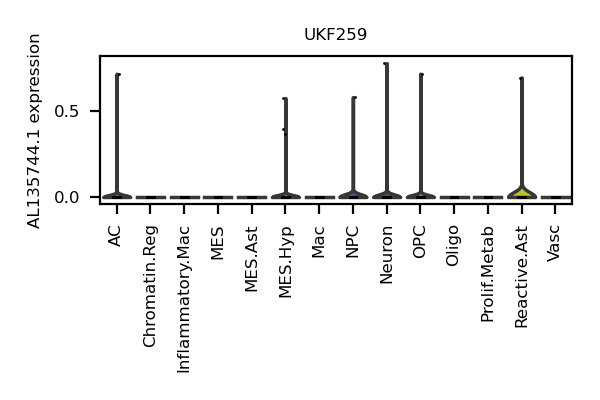 UKF259
AL135744.1 expression
0.5
0.0
AC
Chromatin.Reg
Inflammatory.Mac
MES
MES.Ast
MES.Hyp
Mac
NPC
Neuron
OPC
Oligo
Prolif.Metab
Reactive.Ast
Vasc